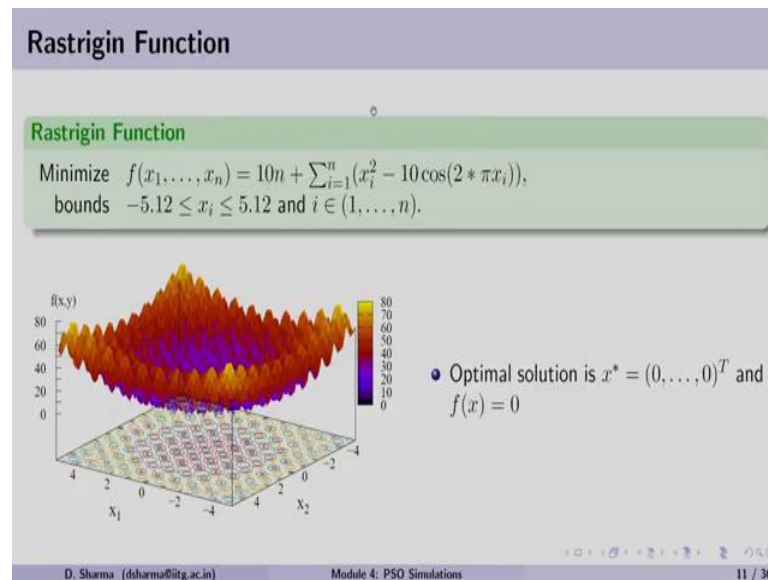 Rastrigin Function
Rastrigin Function
Minimize f(x_1, ..., x_n) = 10n + ∑_{i=1}^{n}(x_i^2 − 10 cos(2 * πx_i)),
bounds −5.12 ≤ x_i ≤ 5.12 and i ∈ (1, ..., n).
f(x,y)
80
60
40
20
0
80
70
60
50
40
30
20
10
0
4
2
0
-2
-4
x_1
4
2
0
-2
-4
x_2
Optimal solution is x* = (0, ..., 0)^T and
f(x) = 0
D. Sharma (dsharma@iitg.ac.in) Module 4: PSO Simulations 11 /